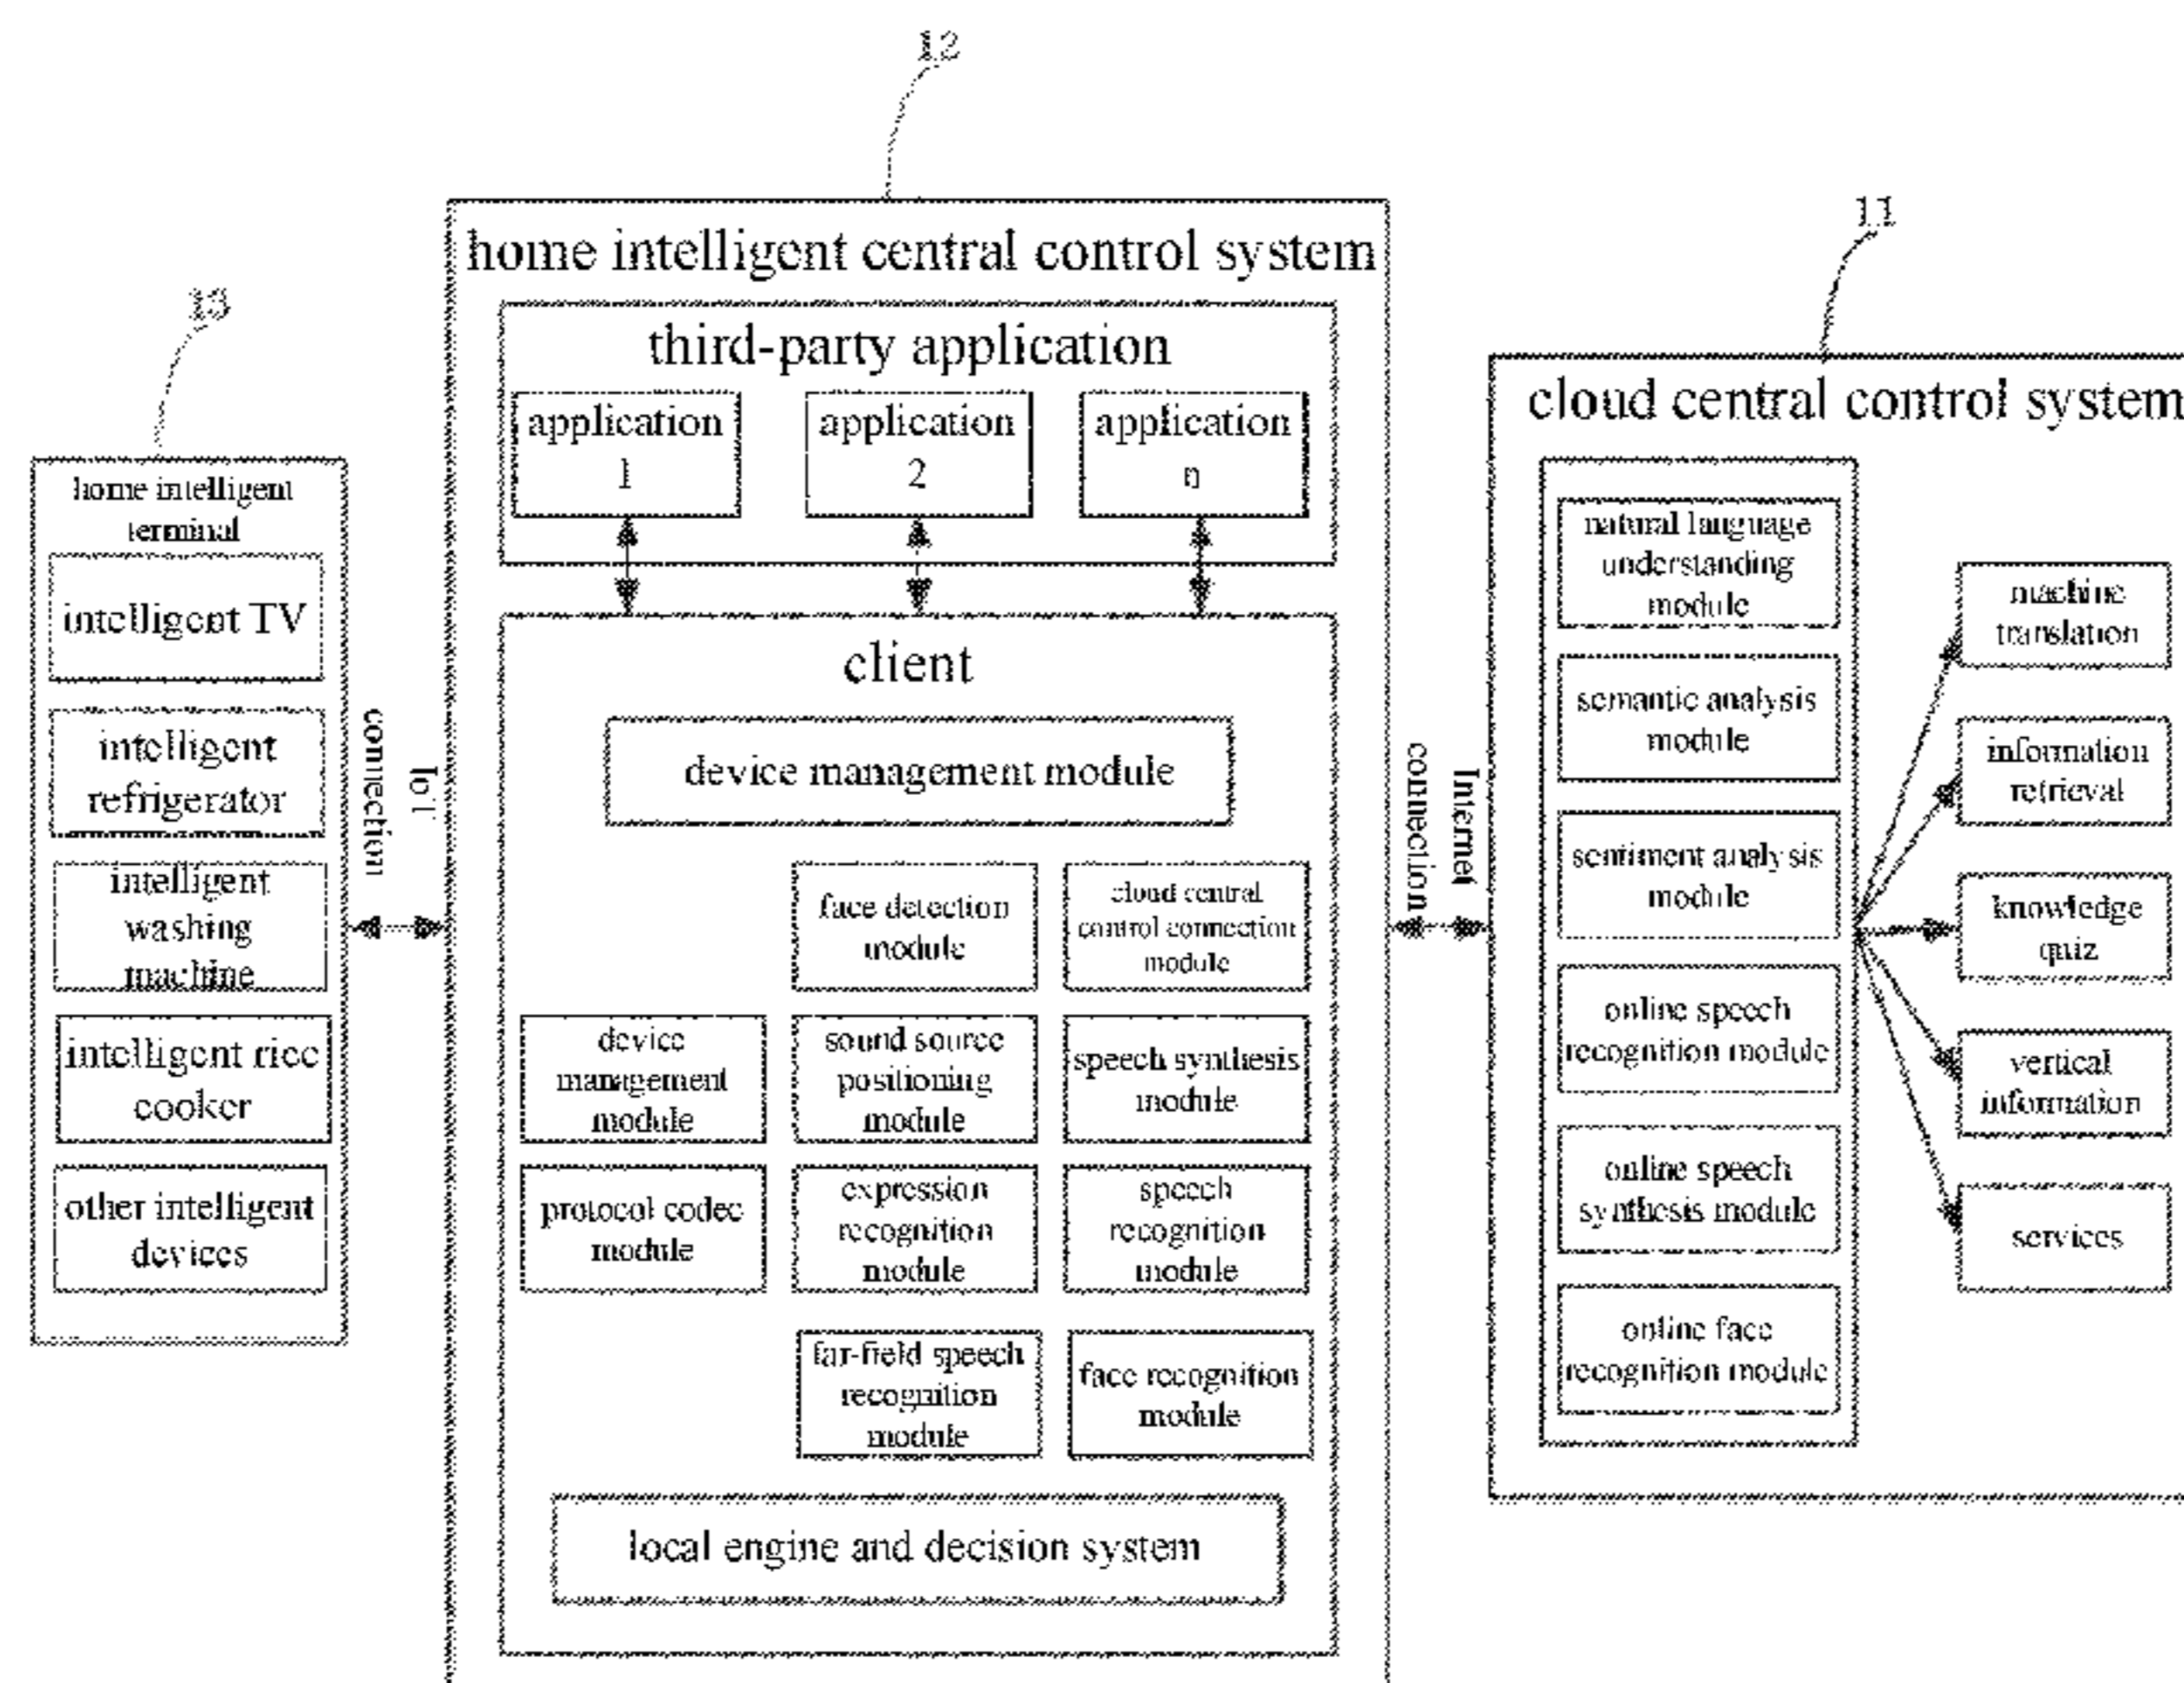 12
11
13
home intelligent central control system
third-party application
application
1
application
2
application
n
cloud central control system
home intelligent
terminal
intelligent TV
intelligent
refrigerator
intelligent
washing
machine
intelligent rice
cooker
other intelligent
devices
IoT
connection
client
device management module
face detection
module
cloud central
control connection
module
device
management
module
sound source
positioning
module
speech synthesis
module
protocol codec
module
expression
recognition
module
speech
recognition
module
far-field speech
recognition
module
face recognition
module
local engine and decision system
Internet
connection
natural language
understanding
module
semantic analysis
module
sentiment analysis
module
online speech
recognition module
online speech
synthesis module
online face
recognition module
machine
translation
information
retrieval
knowledge
quiz
vertical
information
services